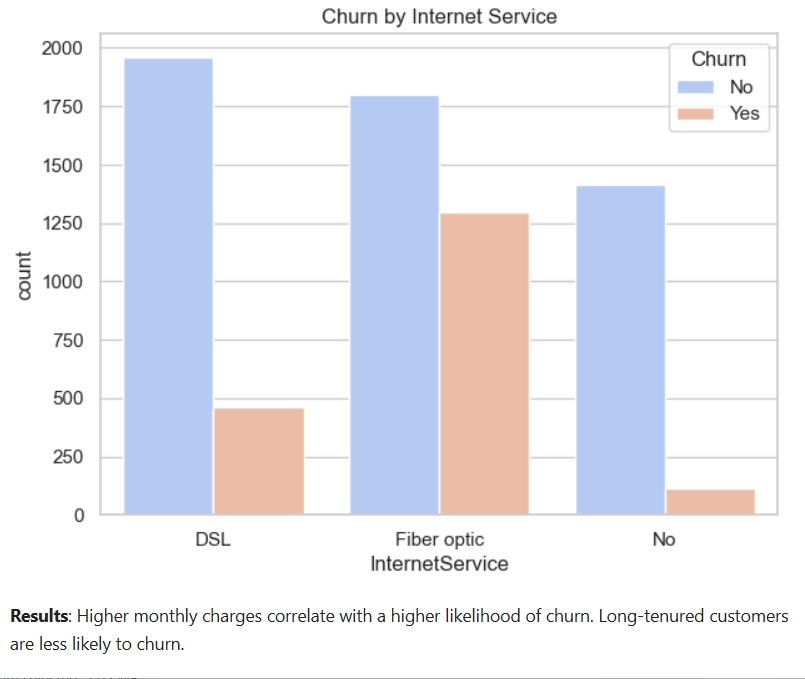 Churn by Internet Service
2000
1750
1500
1250
1000
750
500
250
0
count
Churn
No
Yes
DSL
Fiber optic
No
InternetService
Results: Higher monthly charges correlate with a higher likelihood of churn. Long-tenured customers
are less likely to churn.